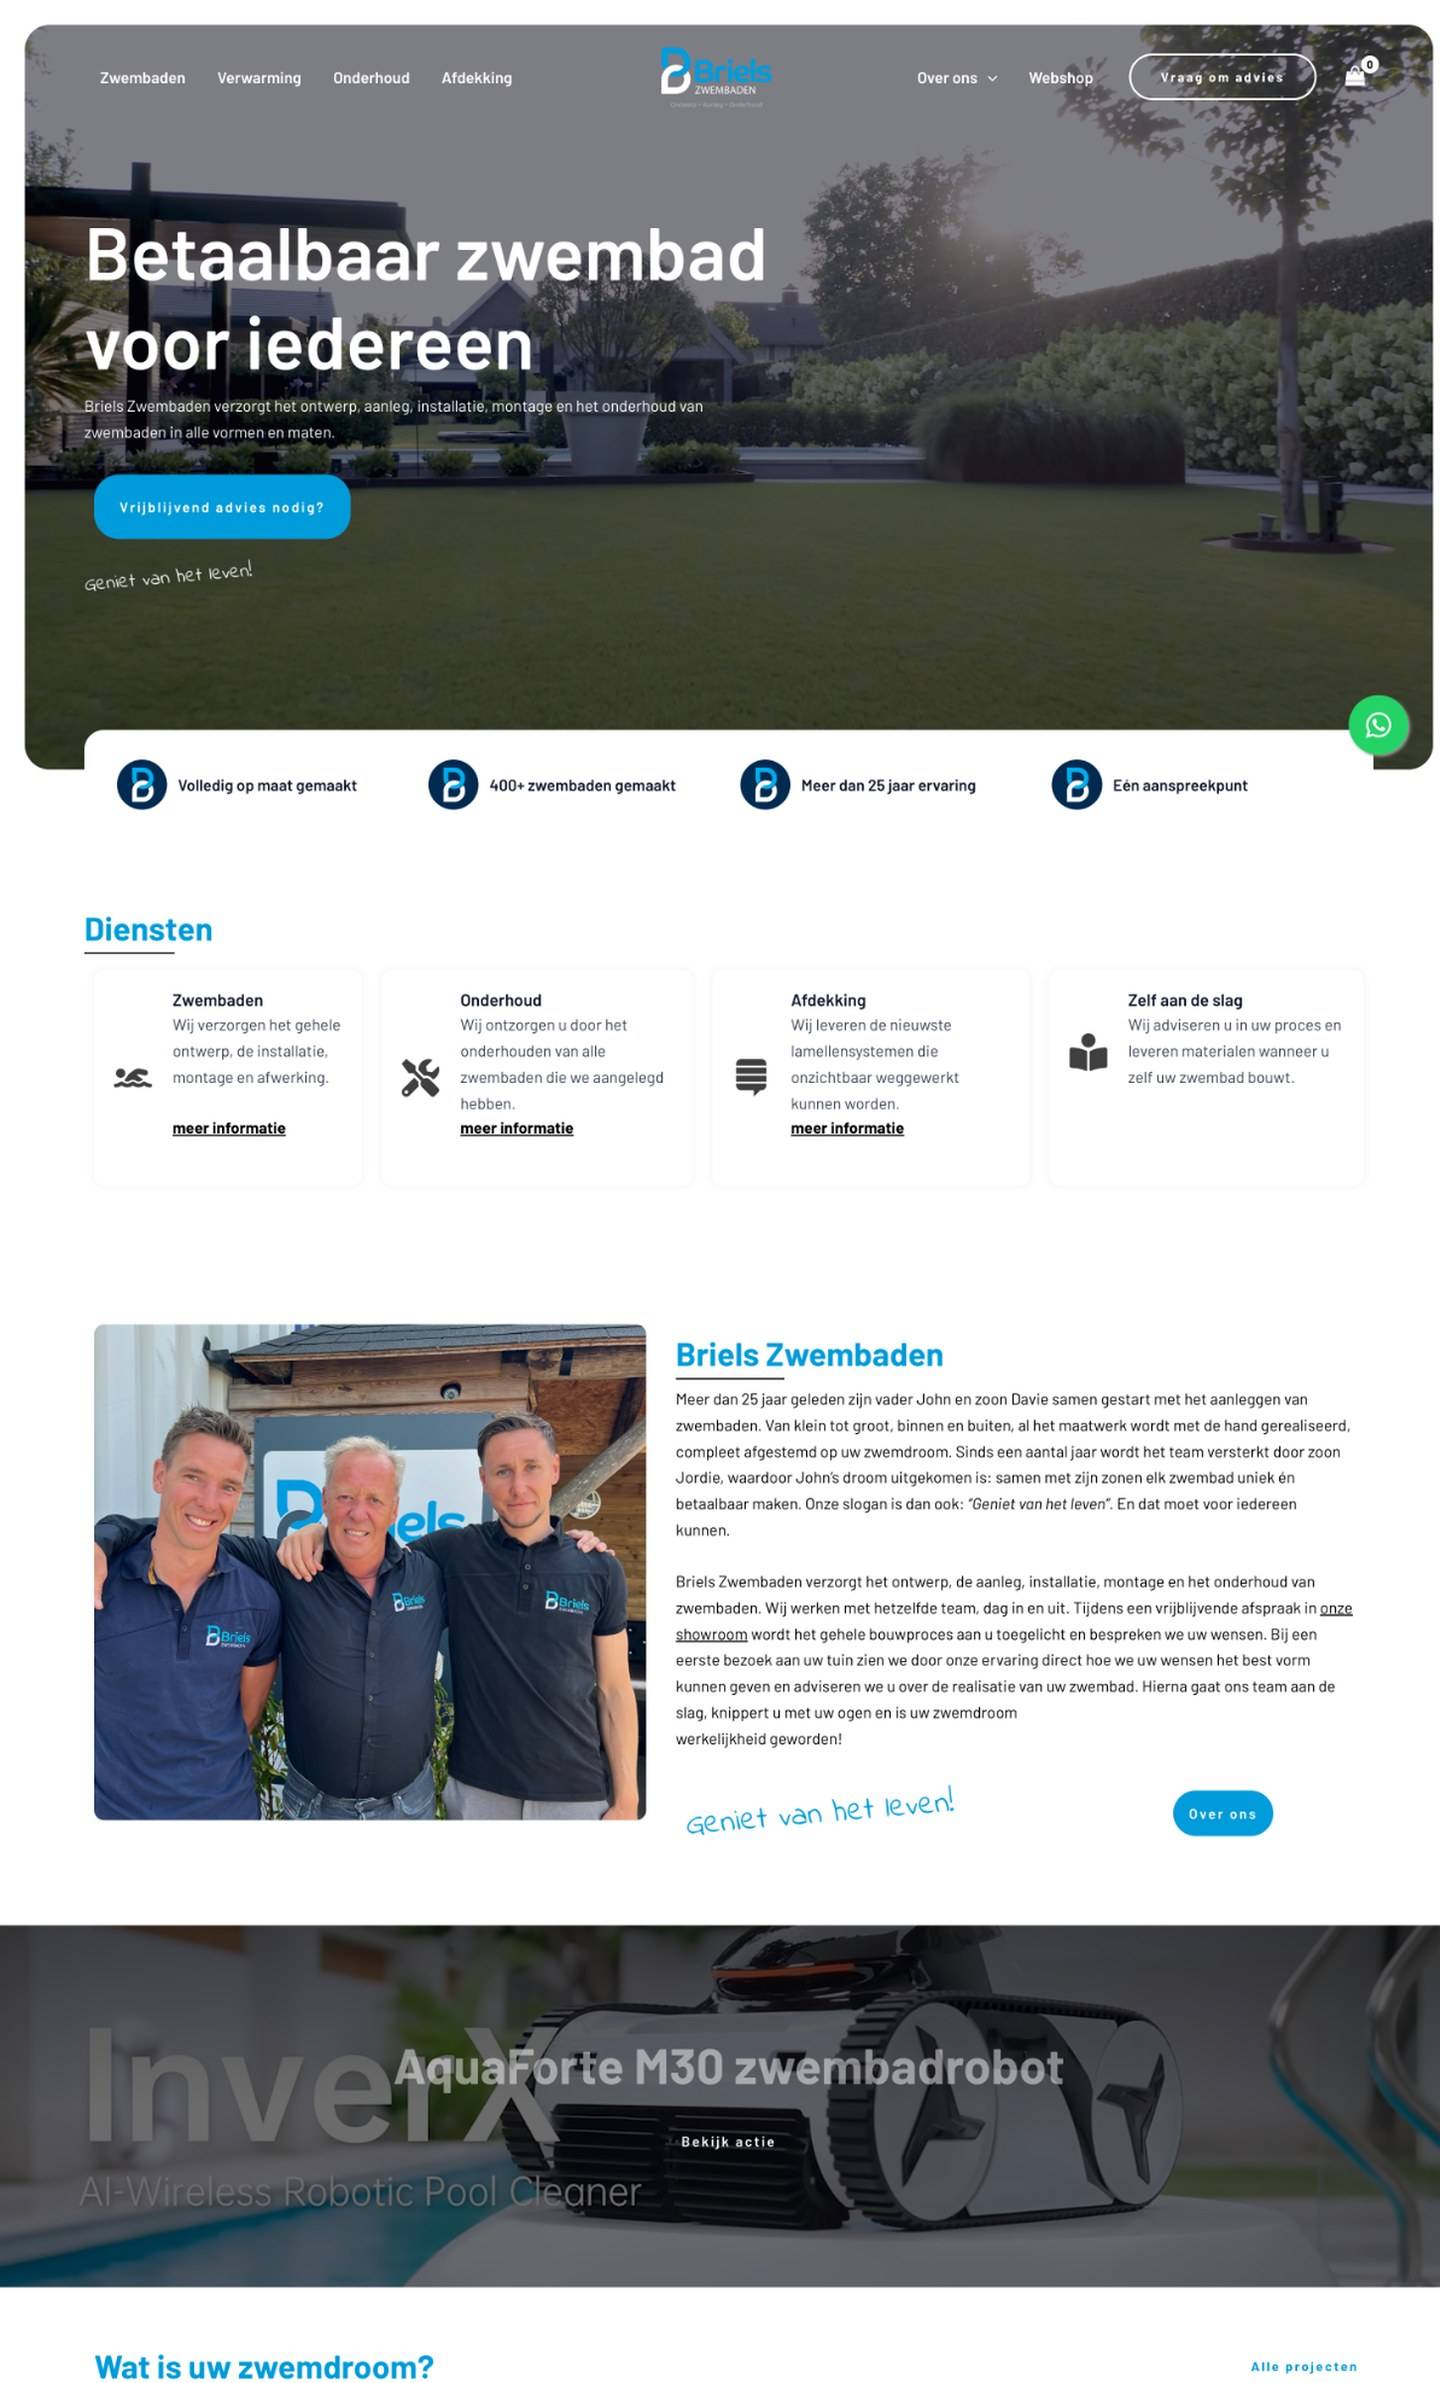 Zwembaden Verwarming Onderhoud Afdekking
Briels
ZWEMBADEN
Ontwerp • Aanleg • Onderhoud
Over ons Webshop Vraag om advies 0
Betaalbaar zwembad
voor iedereen
Briels Zwembaden verzorgt het ontwerp, aanleg, installatie, montage en het onderhoud van
zwembaden in alle vormen en maten.
Vrijblijvend advies nodig?
Geniet van het leven!
Volledig op maat gemaakt
400+ zwembaden gemaakt
Meer dan 25 jaar ervaring
Eén aanspreekpunt
Diensten
Zwembaden
Wij verzorgen het gehele
ontwerp, de installatie,
montage en afwerking.
meer informatie
Onderhoud
Wij ontzorgen u door het
onderhouden van alle
zwembaden die we aangelegd
hebben.
meer informatie
Afdekking
Wij leveren de nieuwste
lamellensystemen die
onzichtbaar weggewerkt
kunnen worden.
meer informatie
Zelf aan de slag
Wij adviseren u in uw proces en
leveren materialen wanneer u
zelf uw zwembad bouwt.
els
Briels
Briels
Briels
Briels Zwembaden
Meer dan 25 jaar geleden zijn vader John en zoon Davie samen gestart met het aanleggen van
zwembaden. Van klein tot groot, binnen en buiten, al het maatwerk wordt met de hand gerealiseerd,
compleet afgestemd op uw zwemdroom. Sinds een aantal jaar wordt het team versterkt door zoon
Jordie, waardoor John's droom uitgekomen is: samen met zijn zonen elk zwembad uniek én
betaalbaar maken. Onze slogan is dan ook: "Geniet van het leven". En dat moet voor iedereen
kunnen.
Briels Zwembaden verzorgt het ontwerp, de aanleg, installatie, montage en het onderhoud van
zwembaden. Wij werken met hetzelfde team, dag in en uit. Tijdens een vrijblijvende afspraak in onze
showroom wordt het gehele bouwproces aan u toegelicht en bespreken we uw wensen. Bij een
eerste bezoek aan uw tuin zien we door onze ervaring direct hoe we uw wensen het best vorm
kunnen geven en adviseren we u over de realisatie van uw zwembad. Hierna gaat ons team aan de
slag, knippert u met uw ogen en is uw zwemdroom
werkelijkheid geworden!
Geniet van het leven!
Over ons
InverX
AquaForte M30 zwembadrobot
Bekijk actie
AI-Wireless Robotic Pool Cleaner
Wat is uw zwemdroom?
Alle projecten